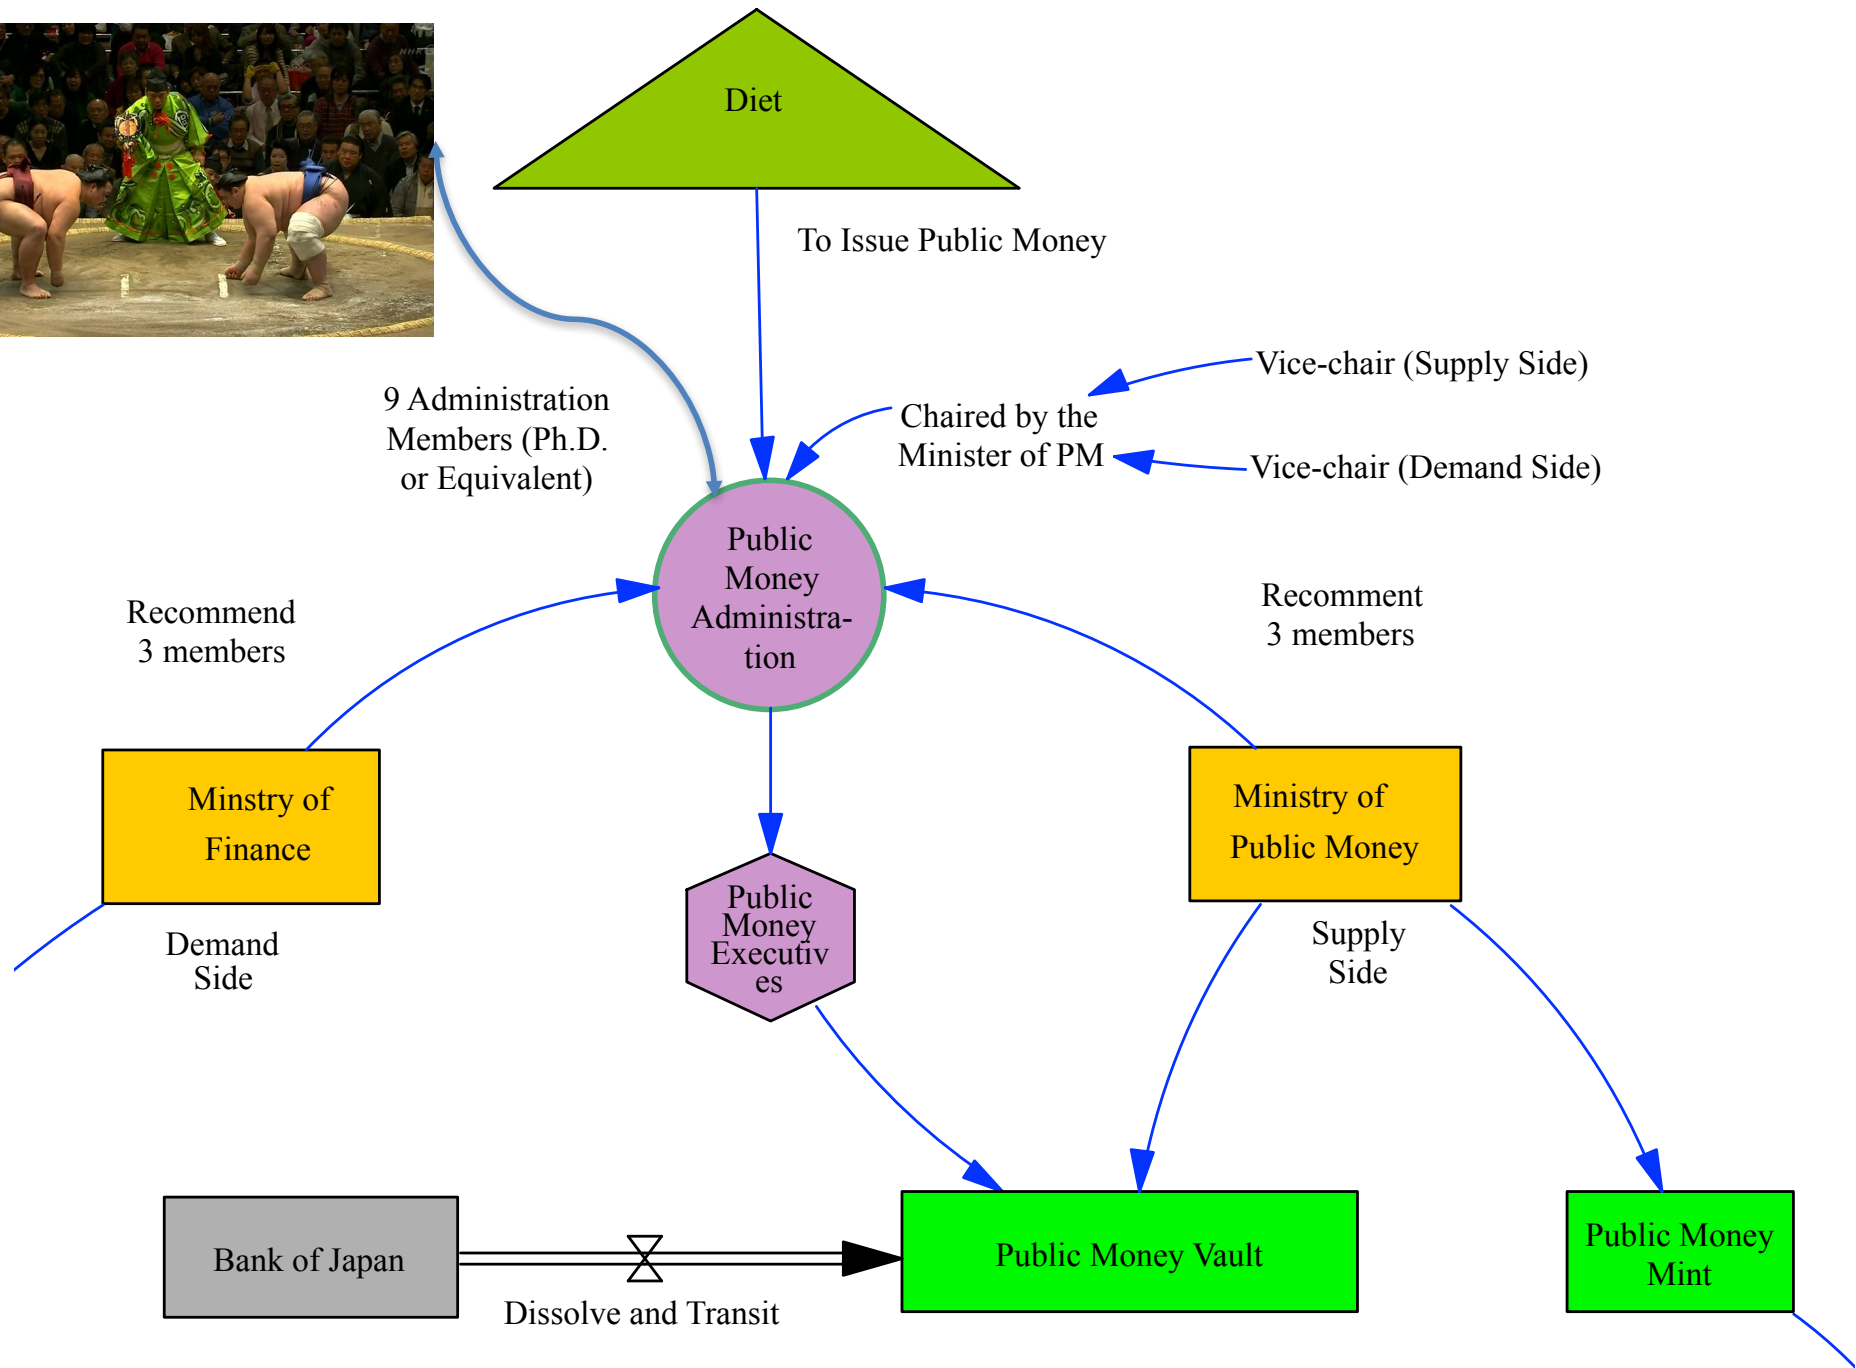 NHK
Diet
To Issue Public Money
Vice-chair (Supply Side)
9 Administration
Members (Ph.D.
or Equivalent)
Chaired by the
Minister of PM
Vice-chair (Demand Side)
Public
Money
Administra-
tion
Recommend
3 members
Recomment
3 members
Minstry of
Finance
Ministry of
Public Money
Public
Money
Executiv
es
Demand
Side
Supply
Side
Bank of Japan
Dissolve and Transit
Public Money Vault
Public Money
Mint